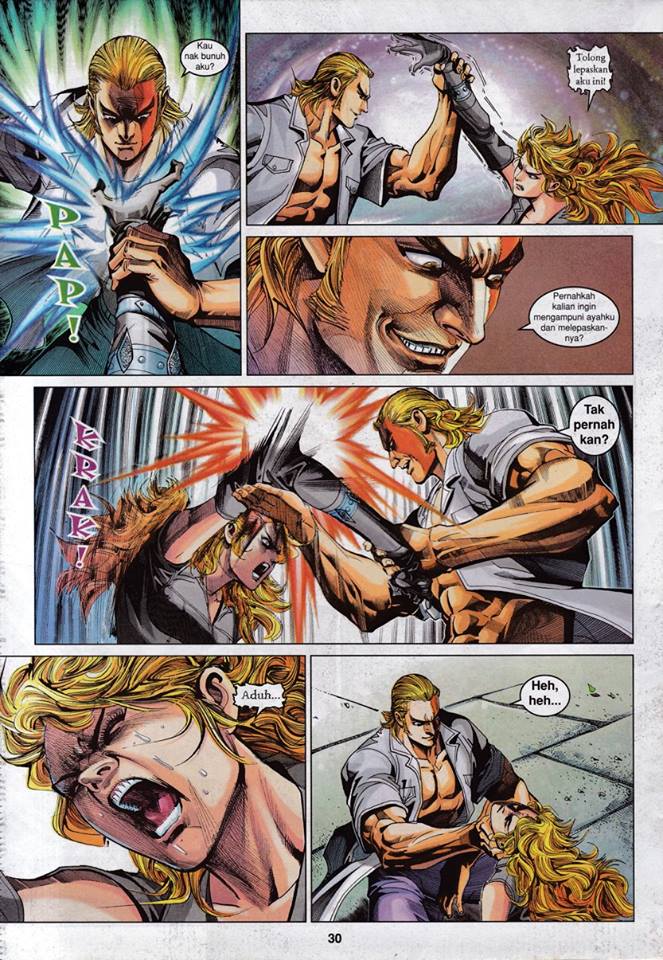 Kau
nak bunuh
aku?
PAP!
Tolong
lepaskan
aku ini!
Pernahkah
kalian ingin
mengampuni ayahku
dan melepaskan-
nya?
KRAK!
Tak
pernah
kan?
Aduh...
Heh,
heh...
30